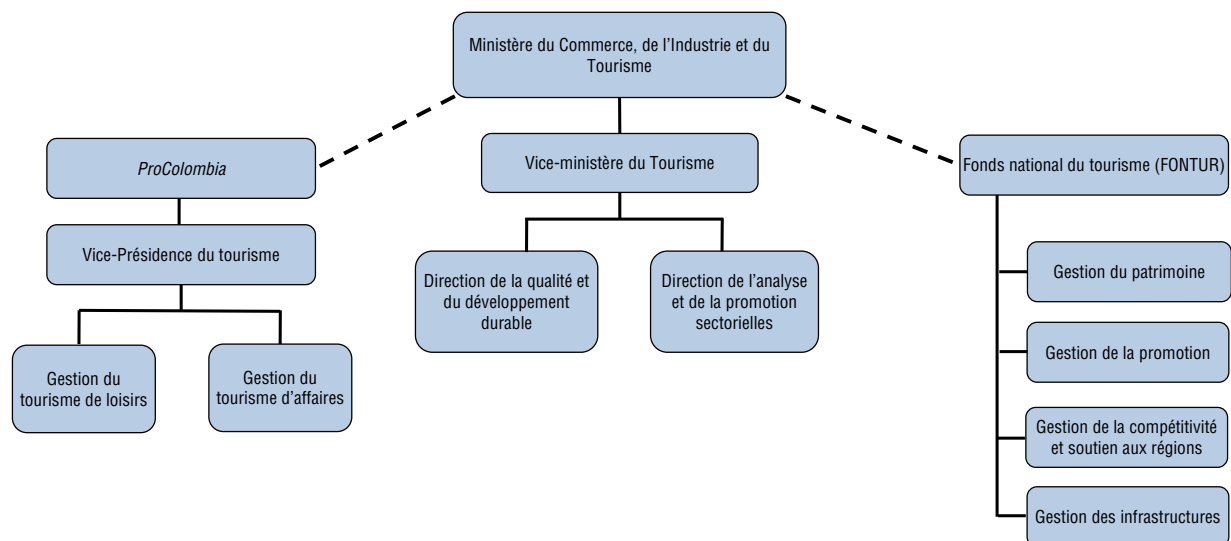 Ministère du Commerce, de l'Industrie et du
Tourisme
ProColombia
Vice-ministère du Tourisme
Fonds national du tourisme (FONTUR)
Vice-Présidence du tourisme
Direction de la qualité et
du développement
durable
Direction de l'analyse
et de la promotion
sectorielles
Gestion du
tourisme de loisirs
Gestion du
tourisme d'affaires
Gestion du patrimoine
Gestion de la promotion
Gestion de la compétitivité
et soutien aux régions
Gestion des infrastructures